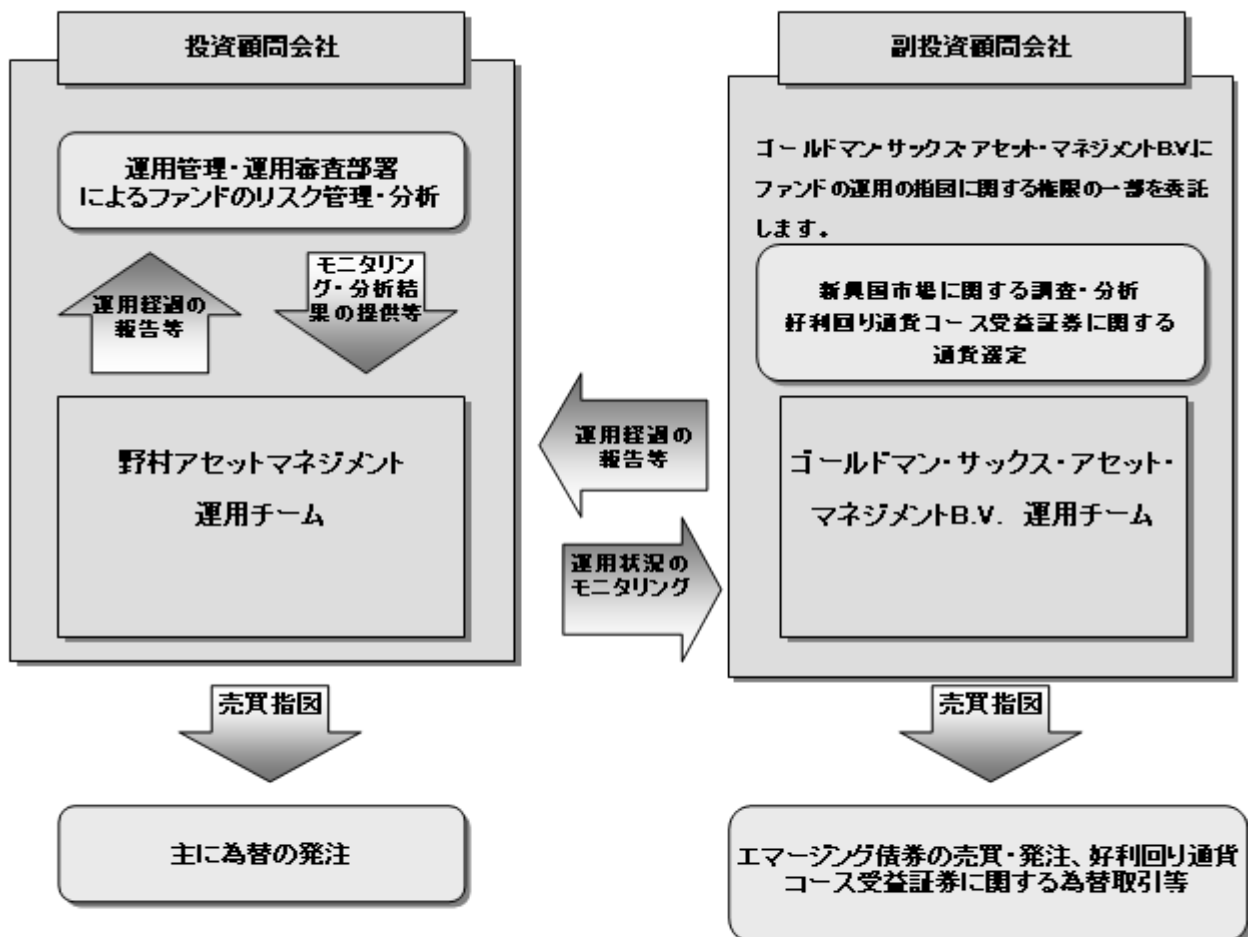 投資顧問会社
運用管理・運用審査部署
によるファンドのリスク管理・分析
運用経過の
報告等
モニタリン
グ・分析結
果の提供等
野村アセットマネジメント
運用チーム
売買指図
主に為替の発注
運用経過の
報告等
運用状況の
モニタリング
副投資顧問会社
ゴールドマン・サックス・アセット・マネジメントB.V.に
ファンドの運用の指図に関する権限の一部を委託
します。
新興国市場に関する調査・分析
好利回り通貨コース受益証券に関する
通貨選定
ゴールドマン・サックス・アセット・
マネジメントB.V. 運用チーム
売買指図
エマージング債券の売買・発注、好利回り通貨
コース受益証券に関する為替取引等